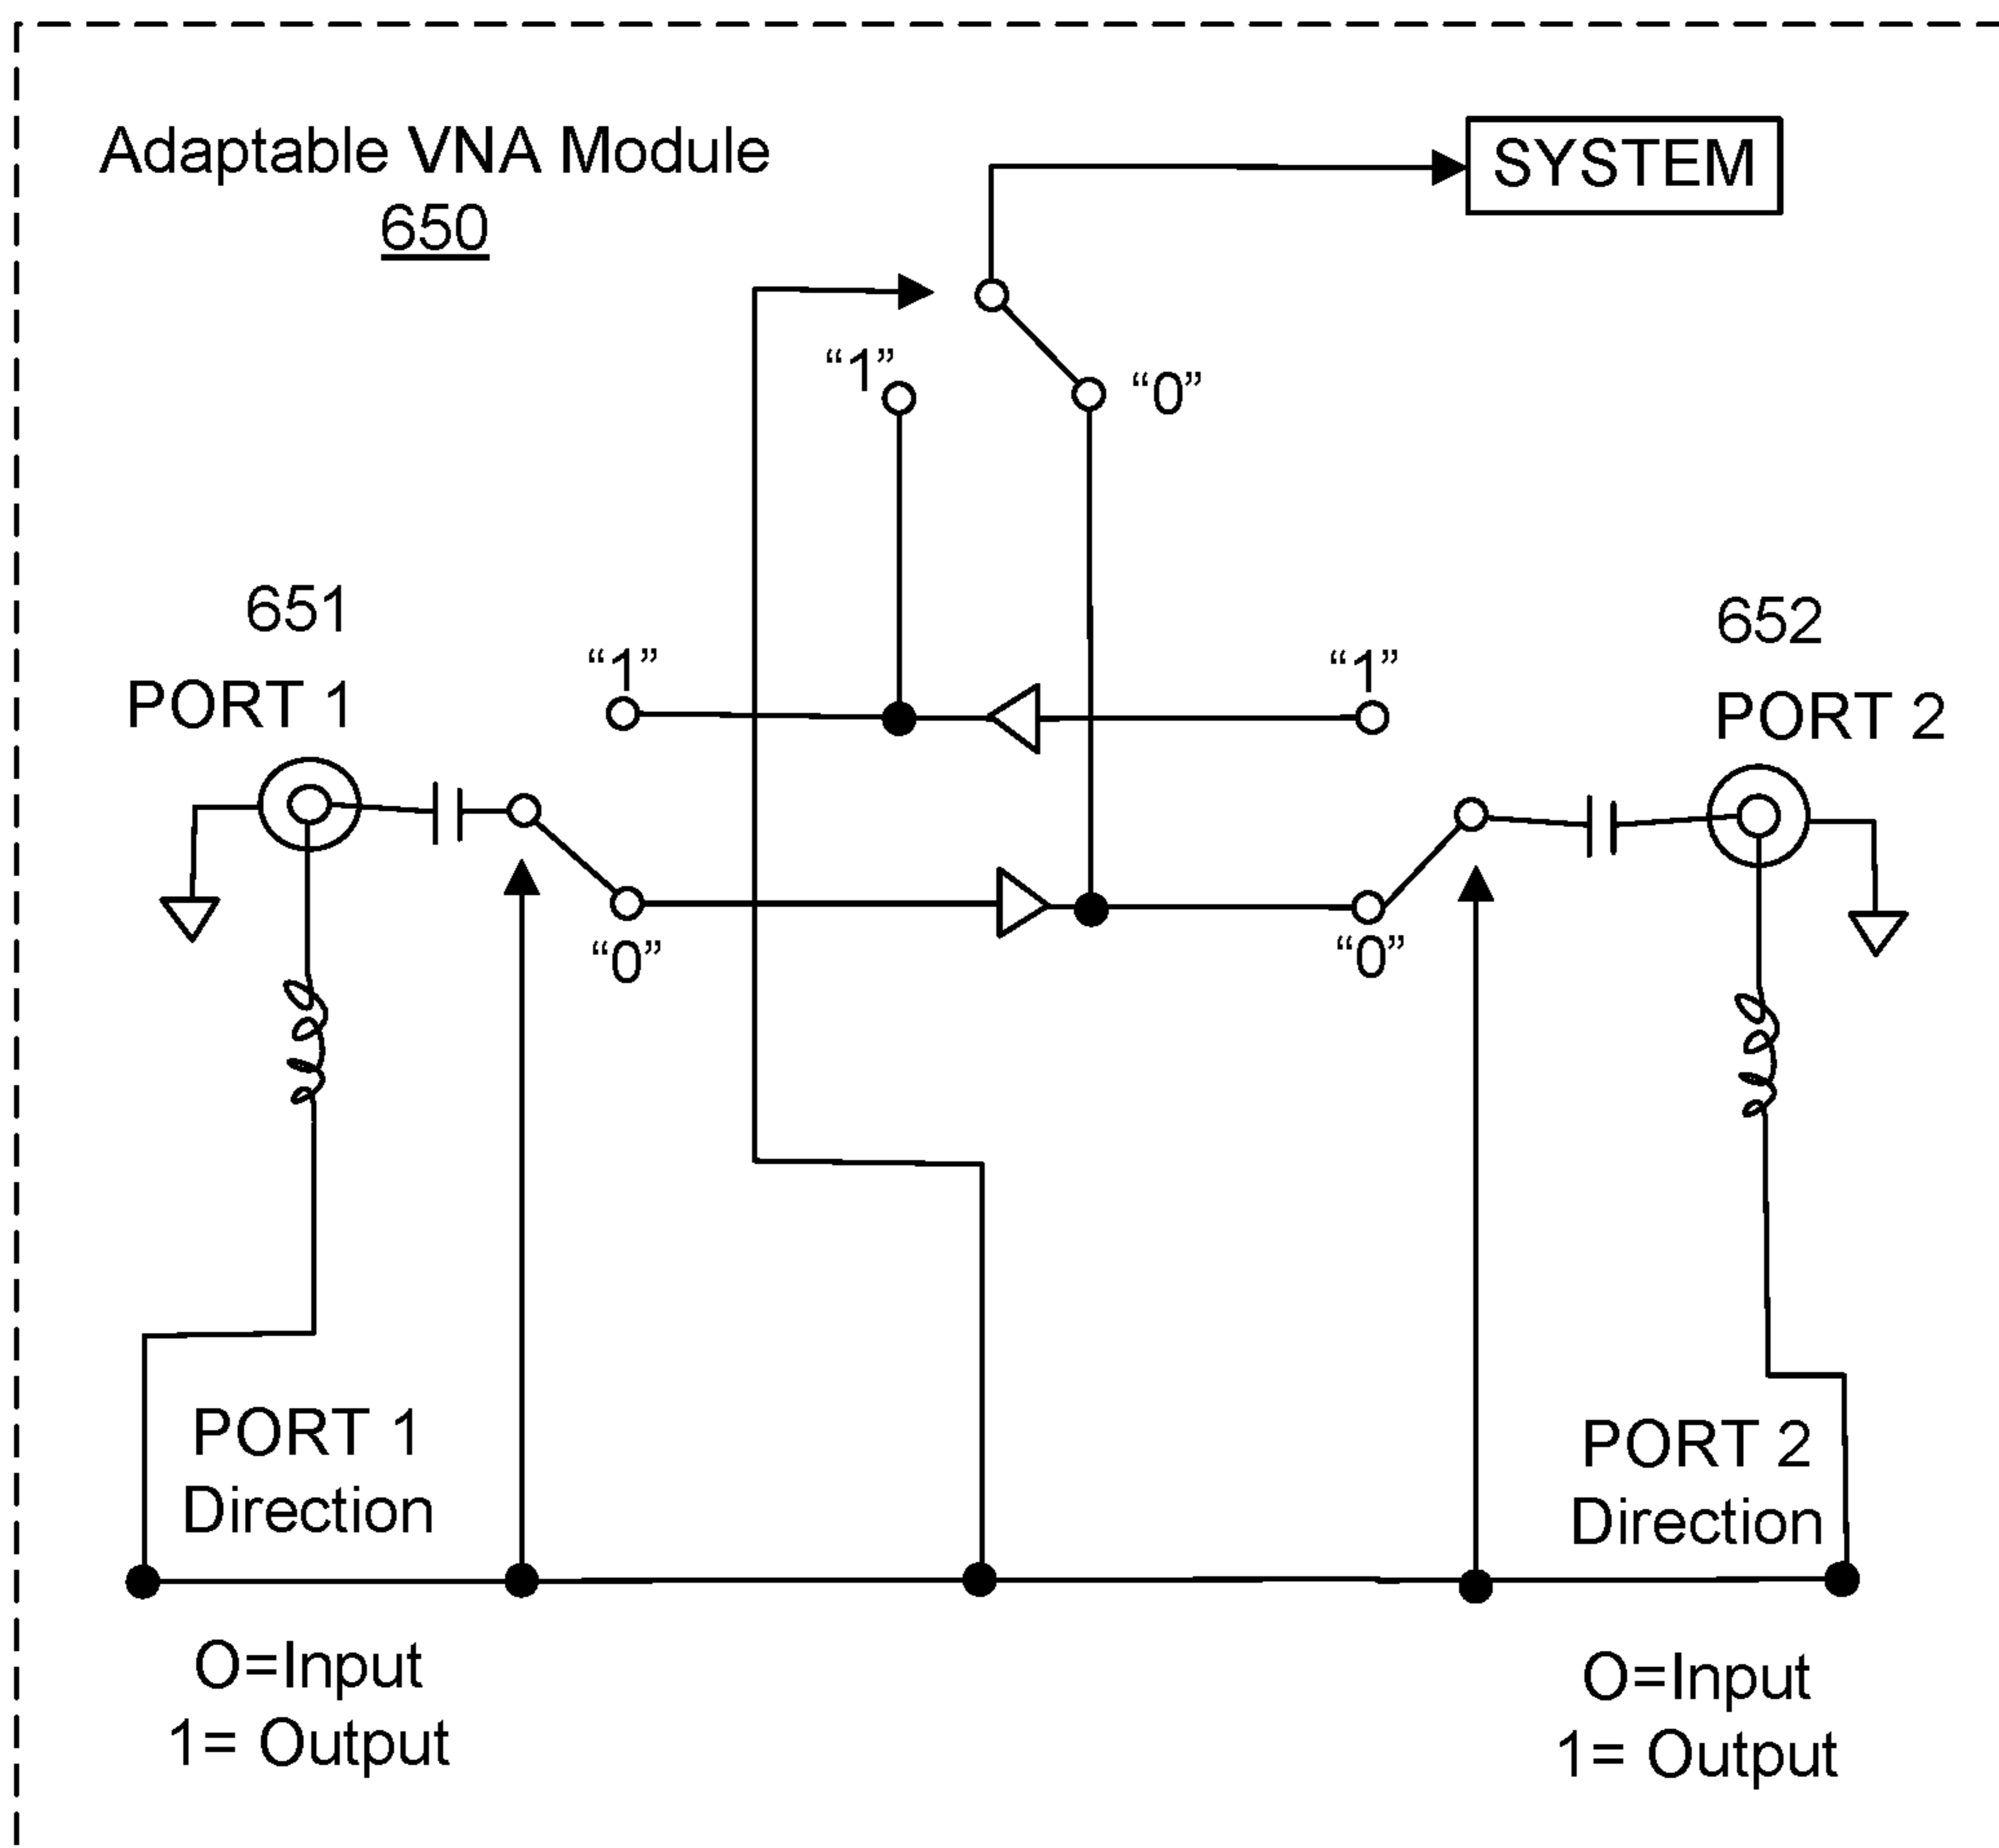 Adaptable VNA Module
650
SYSTEM
“1”
“0”
651
PORT 1
652
PORT 2
“1”
“1”
“0”
“0”
PORT 1
Direction
PORT 2
Direction
O=Input
1= Output
O=Input
1= Output